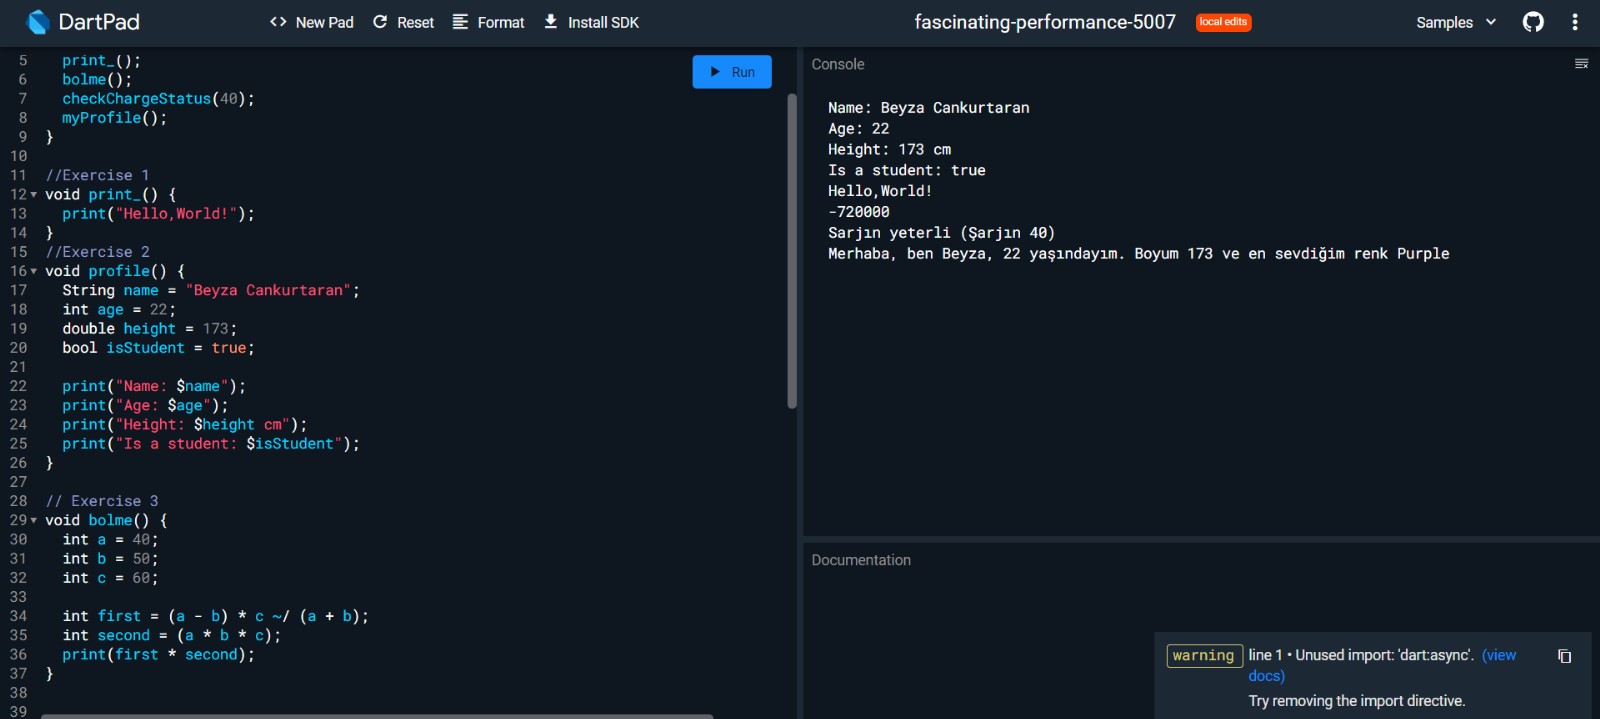 DartPad
<> New Pad
Reset
Format
Install SDK
fascinating-performance-5007
local edits
Samples
5 print_();
6 bolme();
7 checkChargeStatus(40);
8 myProfile();
9 }
10
11 //Exercise 1
12 void print_() {
13 print("Hello,World!");
14 }
15 //Exercise 2
16 void profile() {
17 String name = "Beyza Cankurtaran";
18 int age = 22;
19 double height = 173;
20 bool isStudent = true;
21
22 print("Name: $name");
23 print("Age: $age");
24 print("Height: $height cm");
25 print("Is a student: $isStudent");
26 }
27
28 // Exercise 3
29 void bolme() {
30 int a = 40;
31 int b = 50;
32 int c = 60;
33
34 int first = (a - b) * c ~/ (a + b);
35 int second = (a * b * c);
36 print(first * second);
37 }
38
39
Run
Console
Name: Beyza Cankurtaran
Age: 22
Height: 173 cm
Is a student: true
Hello,World!
-720000
Sarjın yeterli (Şarjın 40)
Merhaba, ben Beyza, 22 yaşındayım. Boyum 173 ve en sevdiğim renk Purple
Documentation
warning line 1 • Unused import: 'dart:async'. (view
docs)
Try removing the import directive.